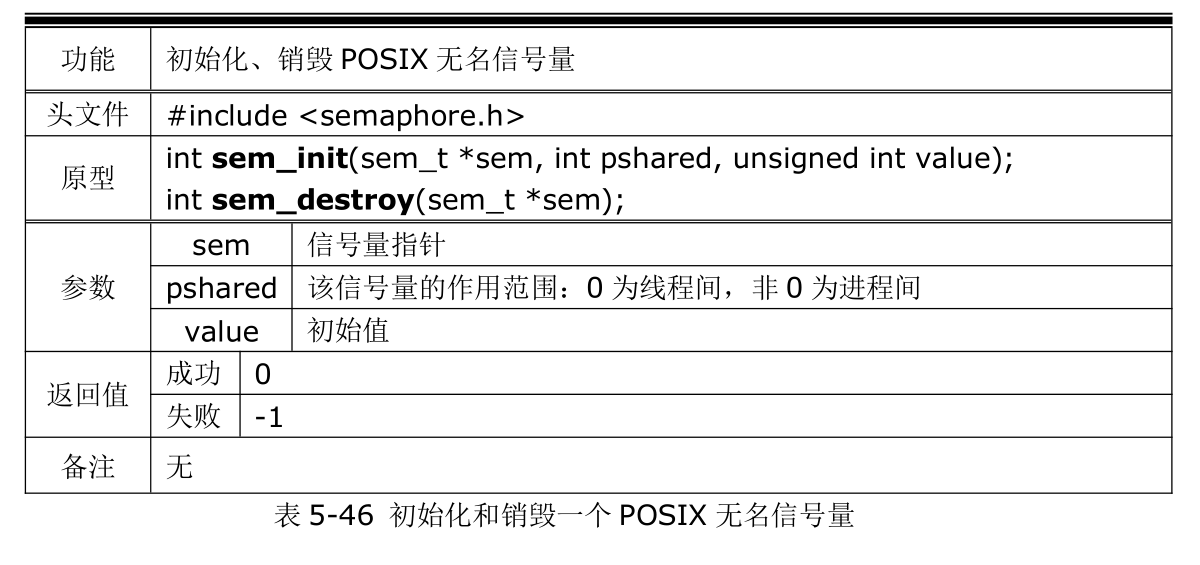 功能 初始化、销毁 POSIX 无名信号量
头文件 #include <semaphore.h>
原型 int sem_init(sem_t *sem, int pshared, unsigned int value);
int sem_destroy(sem_t *sem);
参数 sem 信号量指针
pshared 该信号量的作用范围：0 为线程间，非 0 为进程间
value 初始值
返回值 成功 0
失败 -1
备注 无
表 5-46 初始化和销毁一个 POSIX 无名信号量